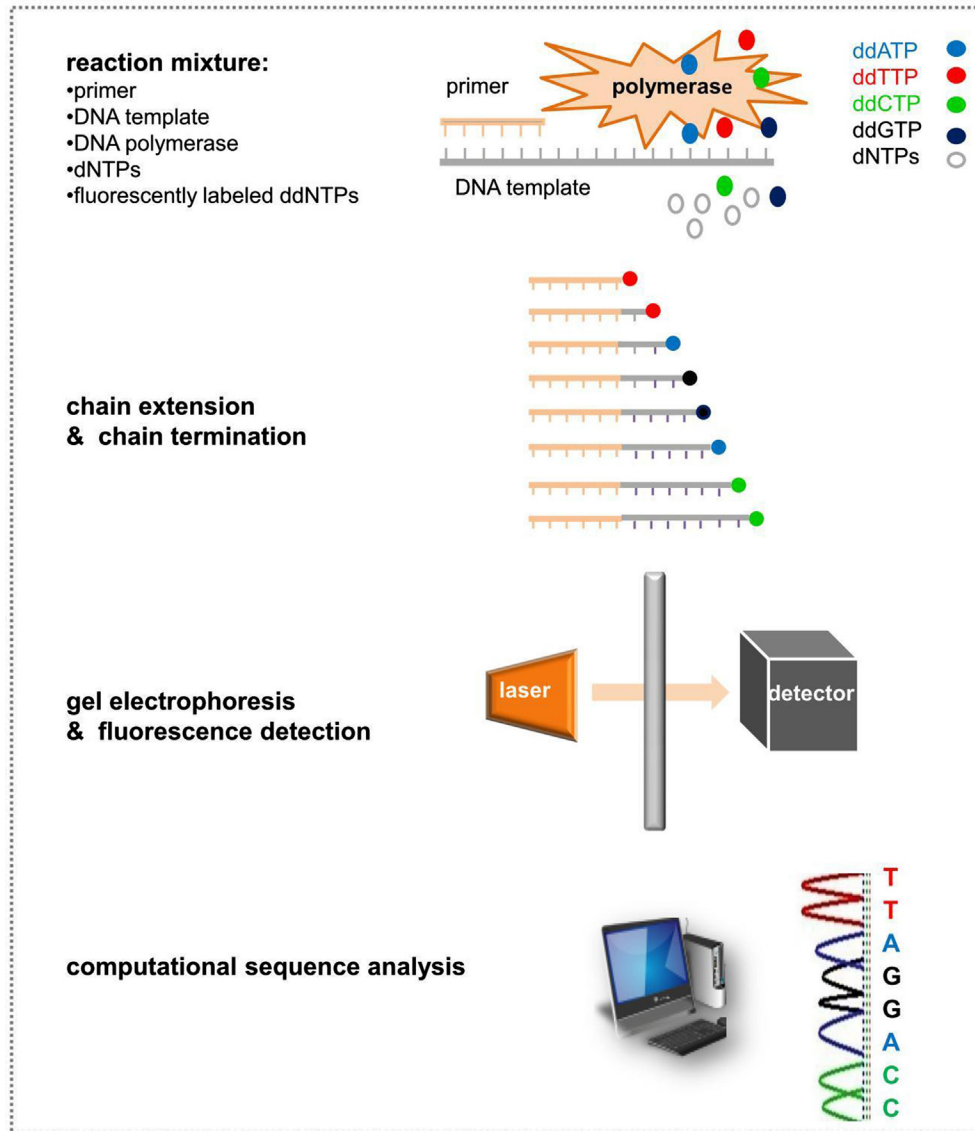 reaction mixture:
•primer
•DNA template
•DNA polymerase
•dNTPs
•fluorescently labeled ddNTPs
primer
polymerase
DNA template
ddATP
ddTTP
ddCTP
ddGTP
dNTPs
chain extension
& chain termination
gel electrophoresis
& fluorescence detection
laser
detector
computational sequence analysis
T
T
A
G
G
A
C
C